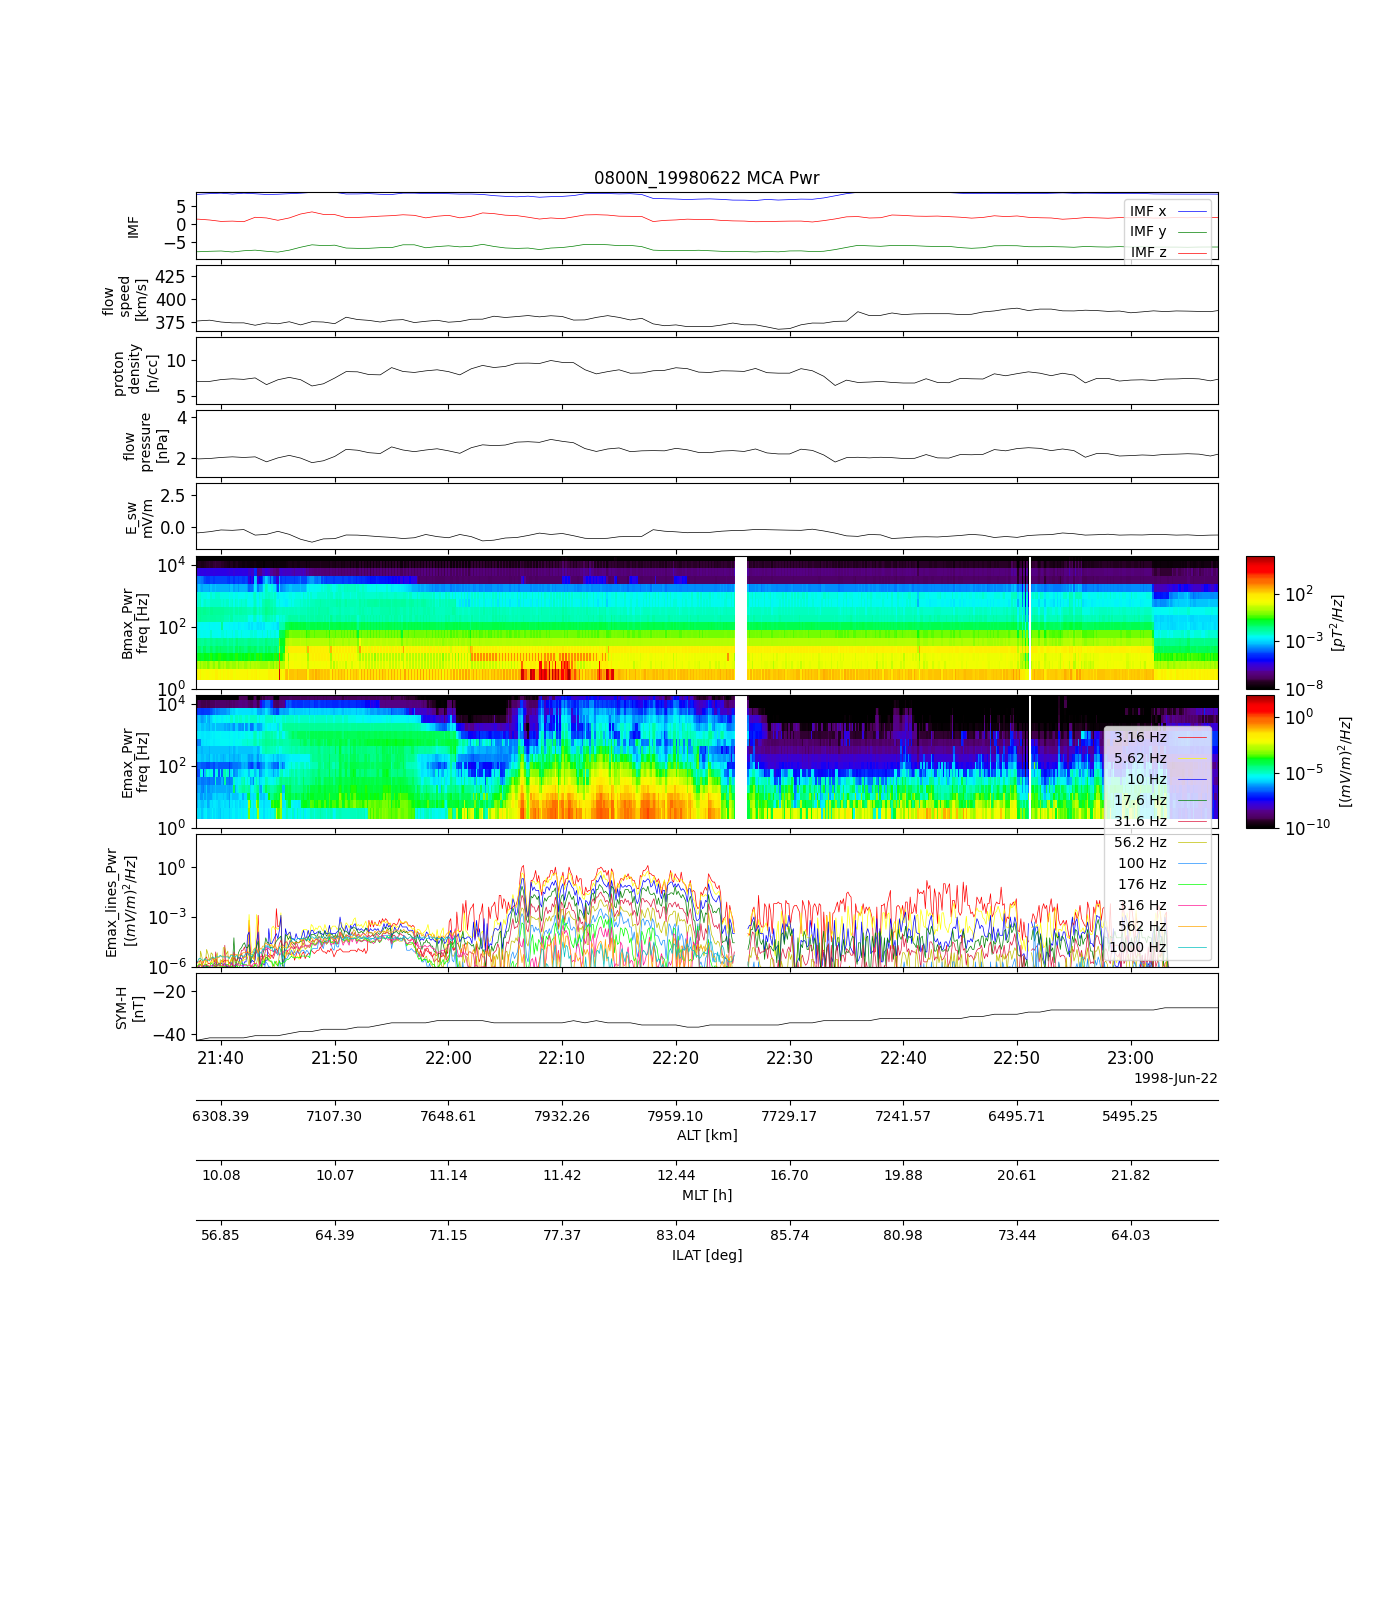 0800N_19980622 MCA Pwr
5
0
−5
IMF
IMF x
IMF y
IMF z
425
400
375
flow
speed
[km/s]
10
5
proton
density
[n/cc]
4
2
flow
pressure
[nPa]
2.5
0.0
E_sw
mV/m
10^4
10^2
10^0
Bmax_Pwr
freq [Hz]
10^2
10^−3
10^−8
[pT^2/Hz]
10^4
10^2
10^0
Emax_Pwr
freq [Hz]
10^0
10^−5
10^−10
[(mV/m)^2/Hz]
3.16 Hz
5.62 Hz
10 Hz
17.6 Hz
31.6 Hz
56.2 Hz
100 Hz
176 Hz
316 Hz
562 Hz
1000 Hz
10^0
10^−3
10^−6
Emax_lines_Pwr
[(mV/m)^2/Hz]
−20
−40
SYM-H
[nT]
21:40 21:50 22:00 22:10 22:20 22:30 22:40 22:50 23:00
1998-Jun-22
6308.39 7107.30 7648.61 7932.26 7959.10 7729.17 7241.57 6495.71 5495.25
ALT [km]
10.08 10.07 11.14 11.42 12.44 16.70 19.88 20.61 21.82
MLT [h]
56.85 64.39 71.15 77.37 83.04 85.74 80.98 73.44 64.03
ILAT [deg]